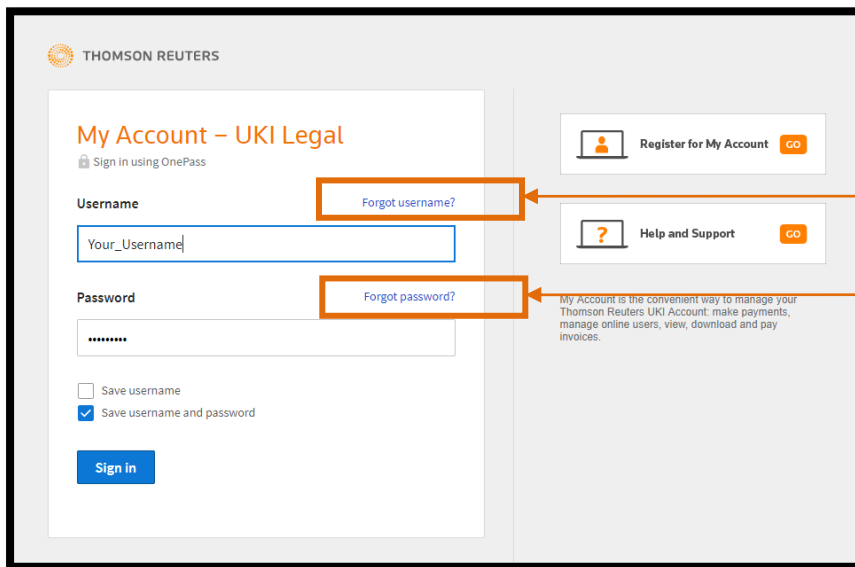 THOMSON REUTERS
My Account – UKI Legal
Sign in using OnePass
Username
Forgot username?
Your_Username
Password
Forgot password?
•••••••••
Save username
Save username and password
Sign in
Register for My Account
GO
?
Help and Support
GO
My Account is the convenient way to manage your
Thomson Reuters UKI Account: make payments,
manage online users, view, download and pay
invoices.